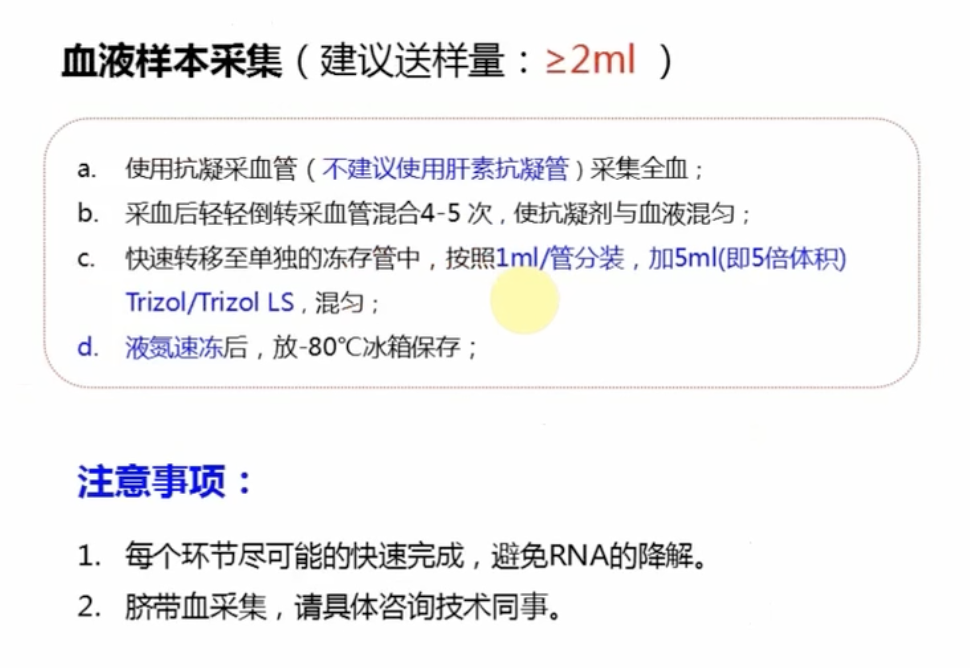 血液样本采集（建议送样量：≥2ml ）
a. 使用抗凝采血管（不建议使用肝素抗凝管）采集全血；
b. 采血后轻轻倒转采血管混合4-5 次，使抗凝剂与血液混匀；
c. 快速转移至单独的冻存管中，按照1ml/管分装，加5ml(即5倍体积)
Trizol/Trizol LS，混匀；
d. 液氮速冻后，放-80℃冰箱保存；
注意事项：
1. 每个环节尽可能的快速完成，避免RNA的降解。
2. 脐带血采集，请具体咨询技术同事。